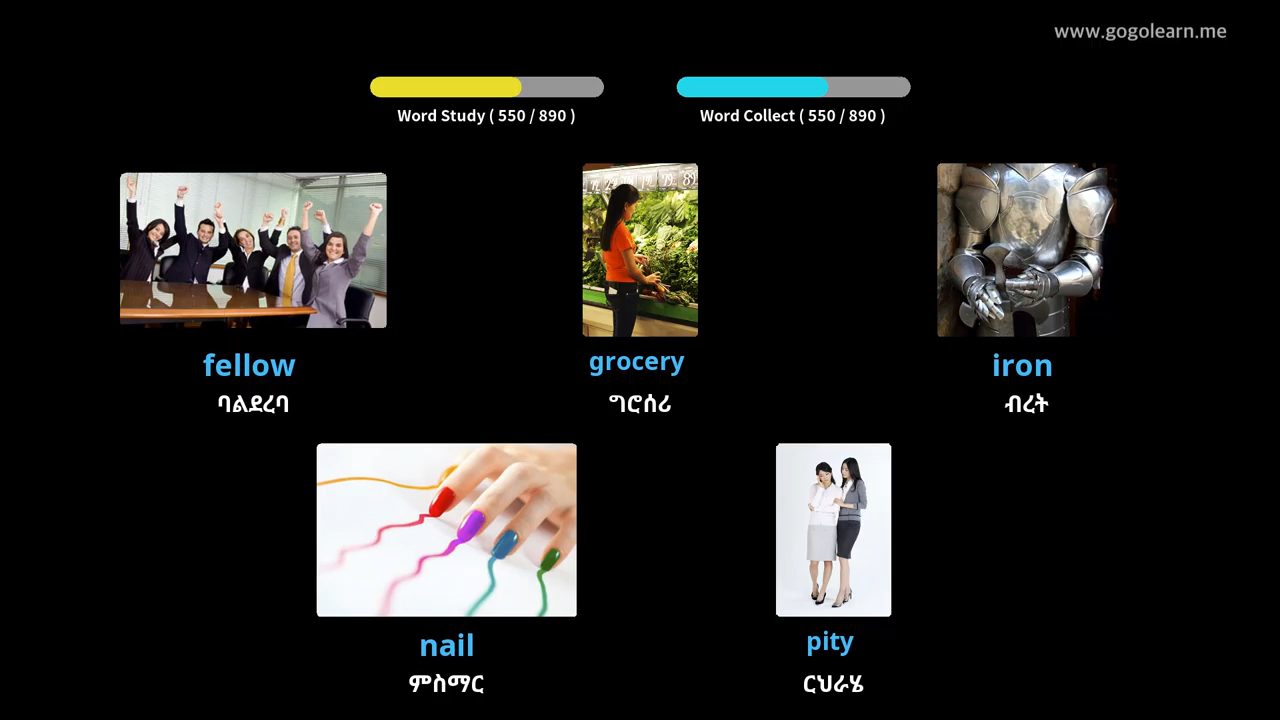 www.gogolearn.me
Word Study ( 550 / 890 )
Word Collect ( 550 / 890 )
fellow
ባልደረባ
grocery
ግሮሰሪ
iron
ብረት
nail
ምስማር
pity
ርህራሄ